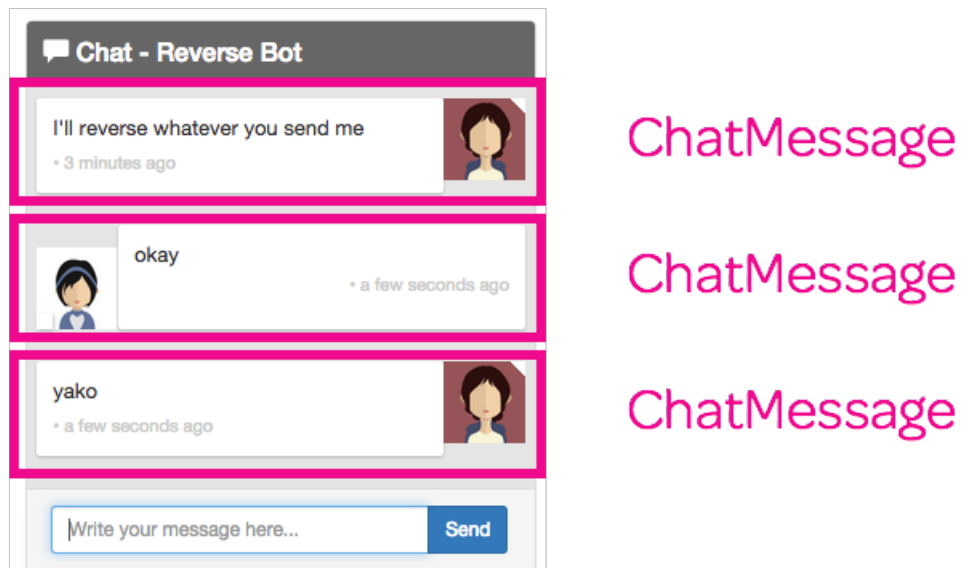 Chat - Reverse Bot
I'll reverse whatever you send me
• 3 minutes ago
ChatMessage
okay
• a few seconds ago
ChatMessage
yako
• a few seconds ago
ChatMessage
Write your message here...
Send